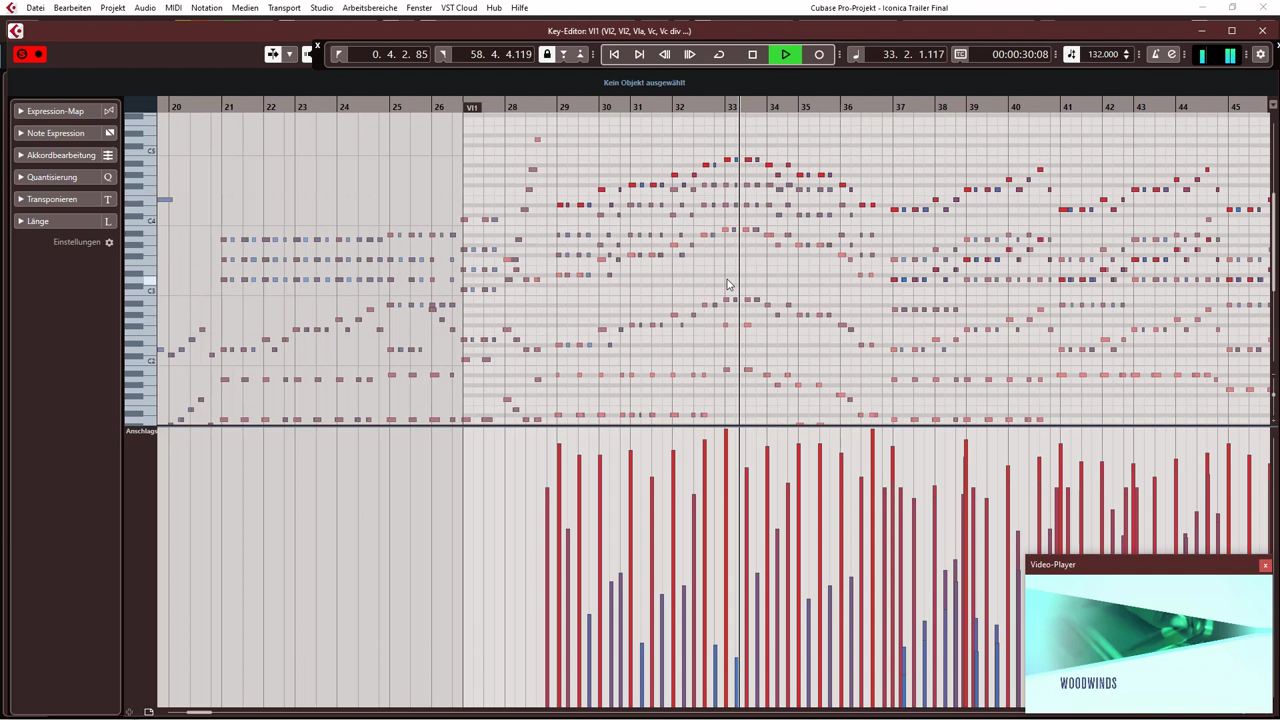 Datei Bearbeiten Projekt Audio MIDI Notation Medien Transport Studio Arbeitsbereiche Fenster VST Cloud Hub Hilfe Cubase Pro-Projekt - Iconica Trailer Final
Key-Editor: VI1 (VI2, VI2, Vla, Vc, Vc div ...)
S x 0. 4. 2. 85 58. 4. 4.119 33. 2. 1.117 00:00:30:08 132.000
Kein Objekt ausgewählt
Expression-Map
Note Expression
Akkordbearbeitung
Quantisierung Q
Transponieren T
Länge L
Einstellungen
20 21 22 23 24 25 26 VI1 28 29 30 31 32 33 34 35 36 37 38 39 40 41 42 43 44 45
C5
C4
C3
C2
Anschlags
Video-Player x
WOODWINDS